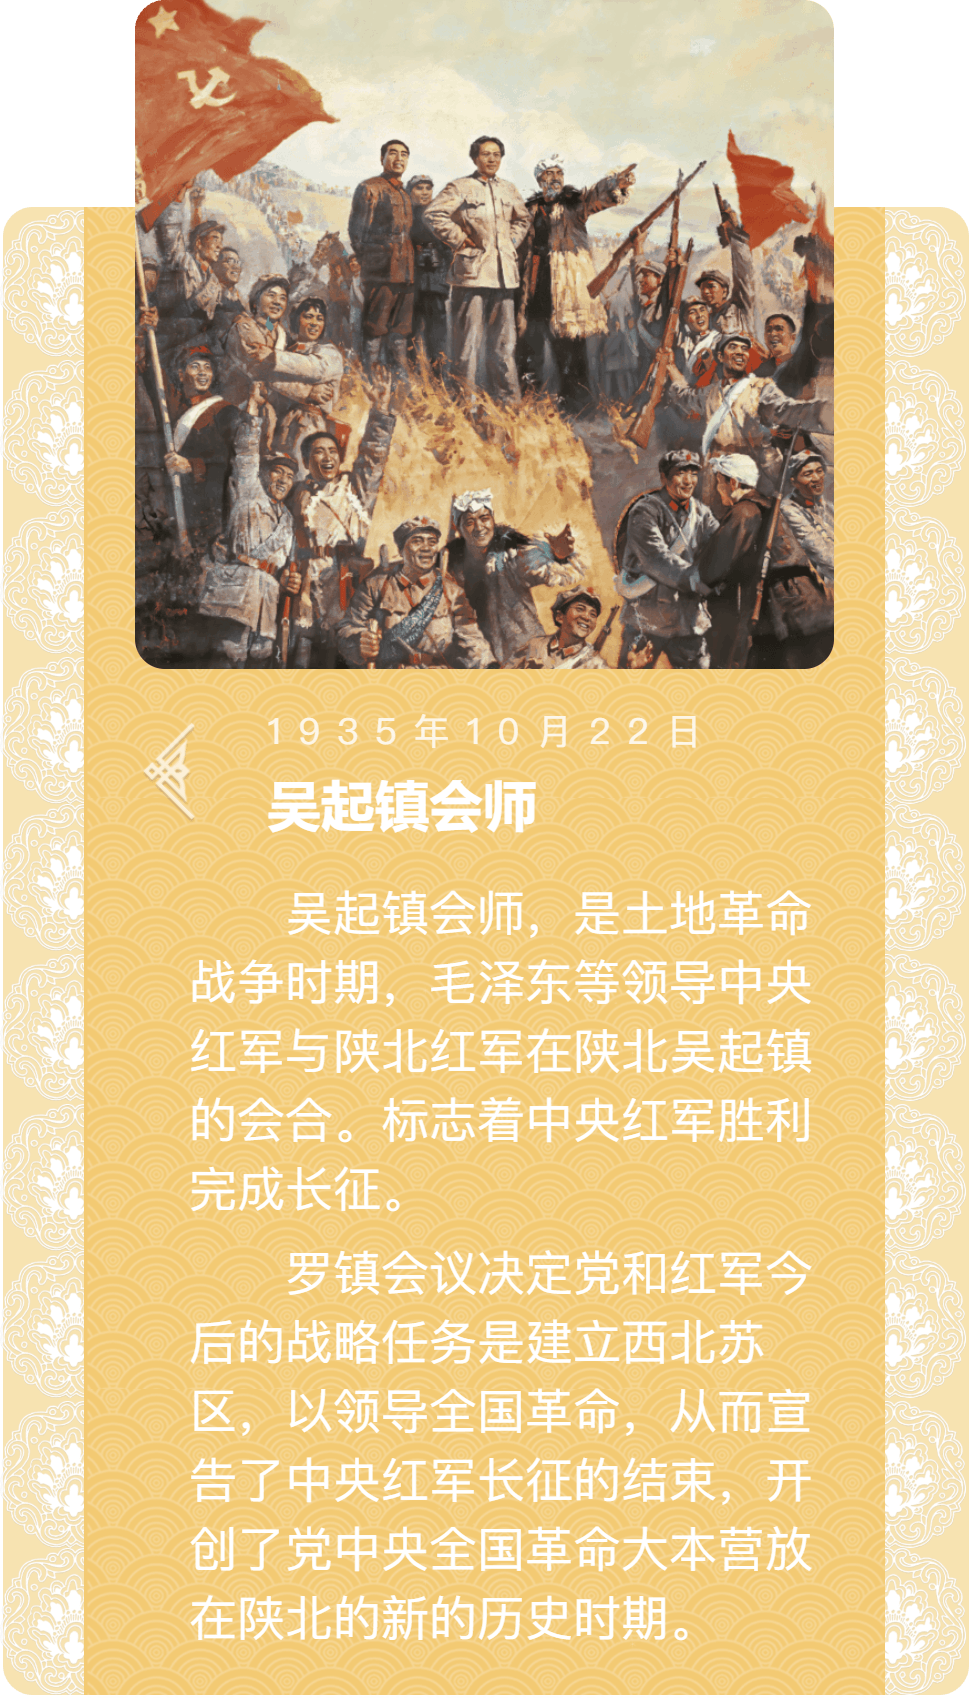 1935年10月22日
吴起镇会师
吴起镇会师，是土地革命
战争时期，毛泽东等领导中央
红军与陕北红军在陕北吴起镇
的会合。标志着中央红军胜利
完成长征。
罗镇会议决定党和红军今
后的战略任务是建立西北苏
区，以领导全国革命，从而宣
告了中央红军长征的结束，开
创了党中央全国革命大本营放
在陕北的新的历史时期。